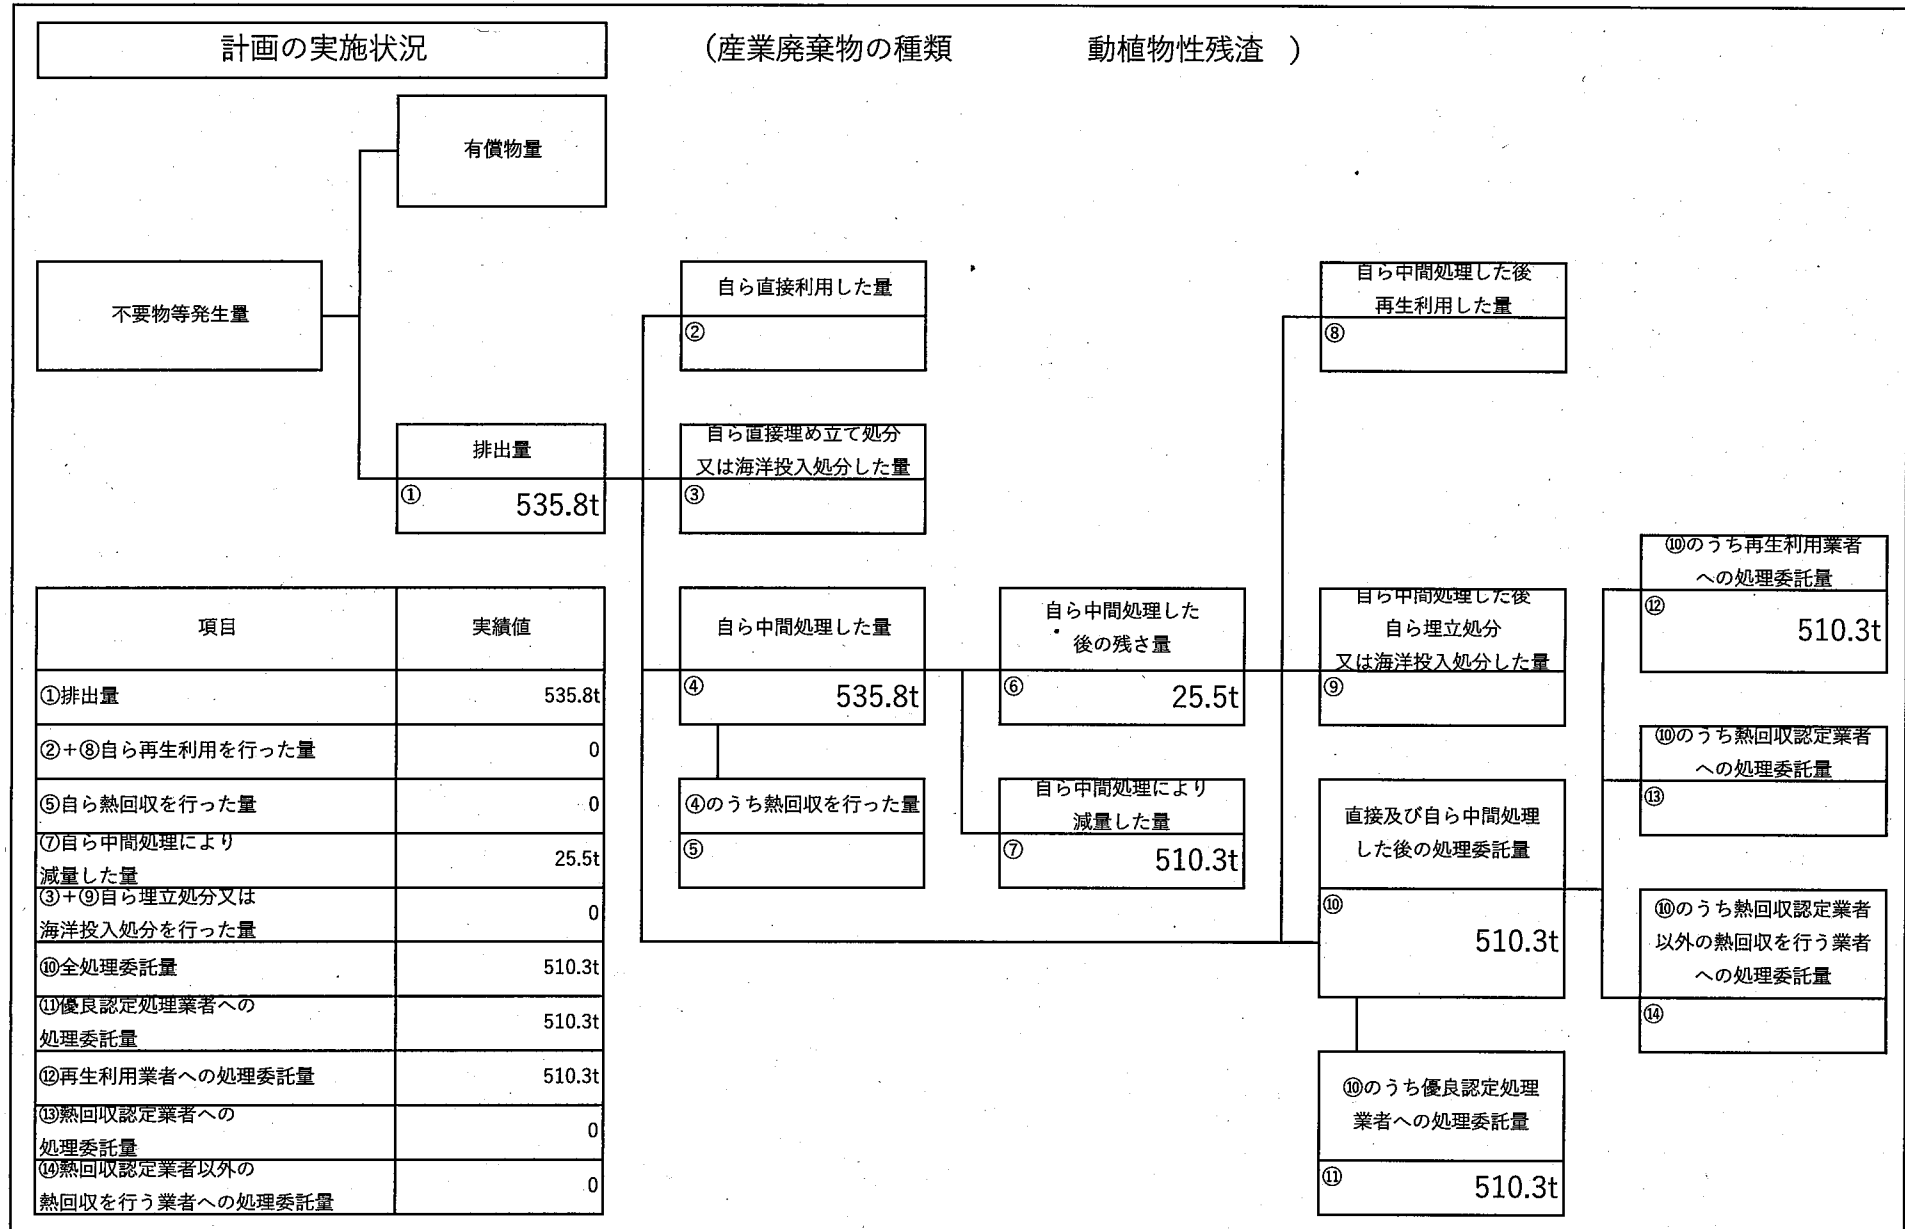 計画の実施状況
（産業廃棄物の種類　動植物性残渣　）
有償物量
不要物等発生量
自ら直接利用した量
②
自ら中間処理した後
再生利用した量
⑧
排出量
① 535.8t
自ら直接埋め立て処分
又は海洋投入処分した量
③
自ら中間処理した量
④ 535.8t
自ら中間処理した
後の残さ量
⑥ 25.5t
自ら中間処理した後
自ら埋立処分
又は海洋投入処分した量
⑨
⑩のうち再生利用業者
への処理委託量
⑫ 510.3t
④のうち熱回収を行った量
⑤
自ら中間処理により
減量した量
⑦ 510.3t
直接及び自ら中間処理
した後の処理委託量
⑩ 510.3t
⑩のうち熱回収認定業者
への処理委託量
⑬
⑩のうち熱回収認定業者
以外の熱回収を行う業者
への処理委託量
⑭
⑩のうち優良認定処理
業者への処理委託量
⑪ 510.3t
項目 実績値
①排出量 535.8t
②＋⑧自ら再生利用を行った量 0
⑤自ら熱回収を行った量 0
⑦自ら中間処理により
減量した量 25.5t
③＋⑨自ら埋立処分又は
海洋投入処分を行った量 0
⑩全処理委託量 510.3t
⑪優良認定処理業者への
処理委託量 510.3t
⑫再生利用業者への処理委託量 510.3t
⑬熱回収認定業者への
処理委託量 0
⑭熱回収認定業者以外の
熱回収を行う業者への処理委託量 0